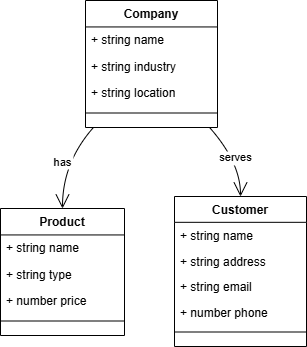 Company
+ string name
+ string industry
+ string location
has
serves
Product
+ string name
+ string type
+ number price
Customer
+ string name
+ string address
+ string email
+ number phone